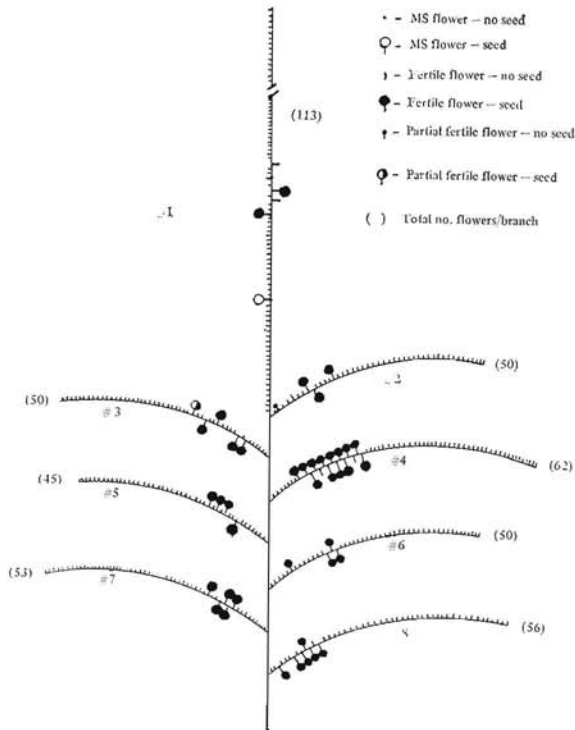 - MS flower – no seed
- MS flower – seed
- Fertile flower – no seed
- Fertile flower – seed
- Partial fertile flower – no seed
- Partial fertile flower – seed
( ) Total no. flowers/branch
(113)
(50)
2
(50)
#3
#4
(62)
(45)
#5
#6
(50)
(53)
#7
8
(56)